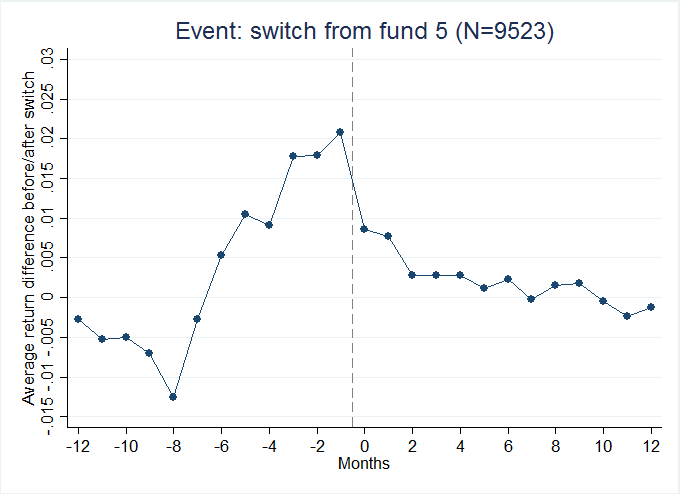 Event: switch from fund 5 (N=9523)
Average return difference before/after switch
.03
.025
.02
.015
.01
.005
0
-.005
-.01
-.015
-12 -10 -8 -6 -4 -2 0 2 4 6 8 10 12
Months